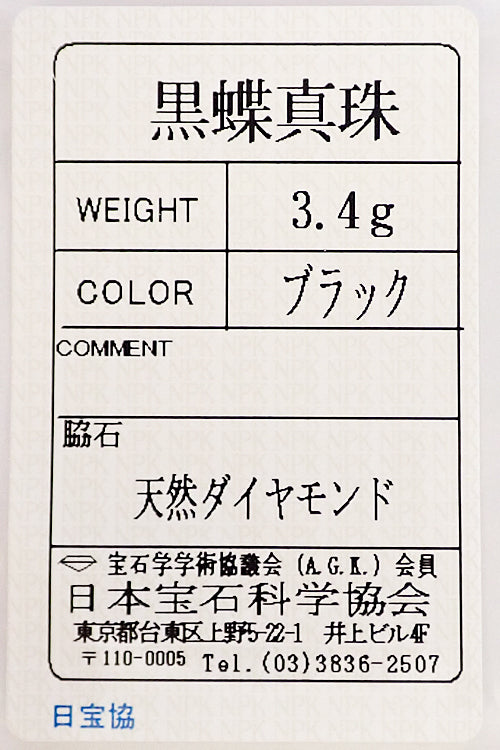 黒蝶真珠
WEIGHT 3.4g
COLOR ブラック
COMMENT
脇石
天然ダイヤモンド
宝石学学術協議会 (A.G.K.) 会員
日本宝石科学協会
東京都台東区上野5-22-1 井上ビル4F
〒110-0005 Tel.(03)3836-2507
日宝協